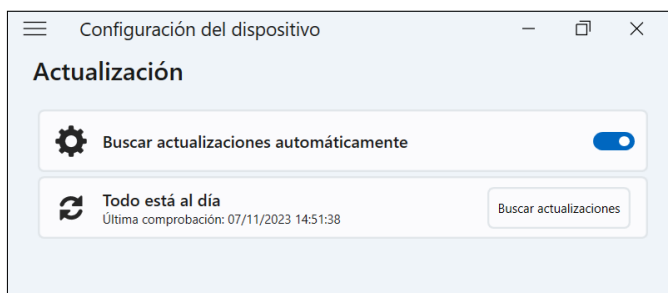 Configuración del dispositivo
Actualización
Buscar actualizaciones automáticamente
Todo está al día
Última comprobación: 07/11/2023 14:51:38
Buscar actualizaciones